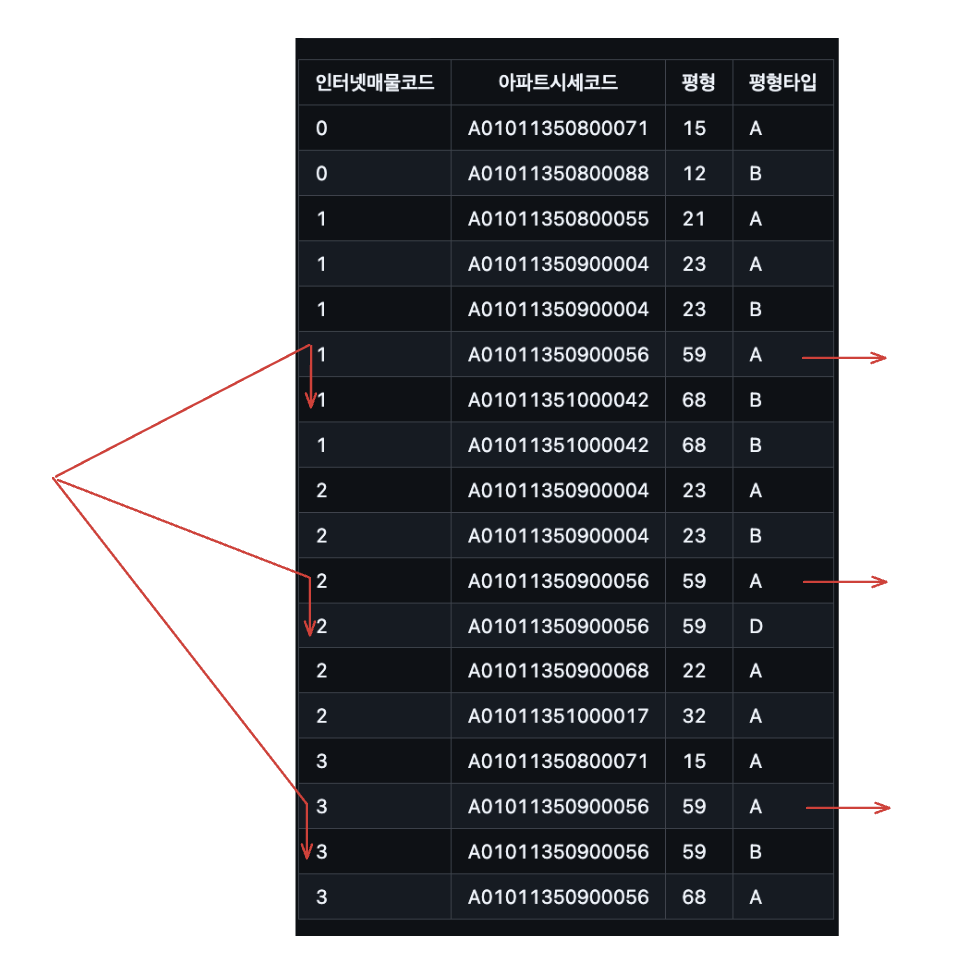 인터넷매물코드 아파트시세코드 평형 평형타입
0 A01011350800071 15 A
0 A01011350800088 12 B
1 A01011350800055 21 A
1 A01011350900004 23 A
1 A01011350900004 23 B
1 A01011350900056 59 A
1 A01011351000042 68 B
1 A01011351000042 68 B
2 A01011350900004 23 A
2 A01011350900004 23 B
2 A01011350900056 59 A
2 A01011350900056 59 D
2 A01011350900068 22 A
2 A01011351000017 32 A
3 A01011350800071 15 A
3 A01011350900056 59 A
3 A01011350900056 59 B
3 A01011350900056 68 A